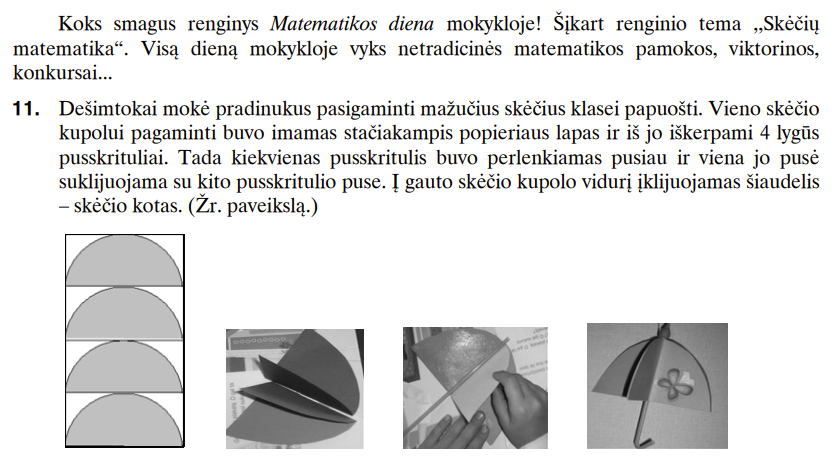 Koks smagus renginys Matematikos diena mokykloje! Šįkart renginio tema „Skėčių
matematika“. Visą dieną mokykloje vyks netradicinės matematikos pamokos, viktorinos,
konkursai...
11. Dešimtokai mokė pradinukus pasigaminti mažučius skėčius klasei papuošti. Vieno skėčio
kupolui pagaminti buvo imamas stačiakampis popieriaus lapas ir iš jo iškerpami 4 lygūs
pusskrituliai. Tada kiekvienas pusskritulis buvo perlenkiamas pusiau ir viena jo pusė
suklijuojama su kito pusskritulio puse. Į gauto skėčio kupolo vidurį įklijuojamas šiaudelis
– skėčio kotas. (Žr. paveikslą.)